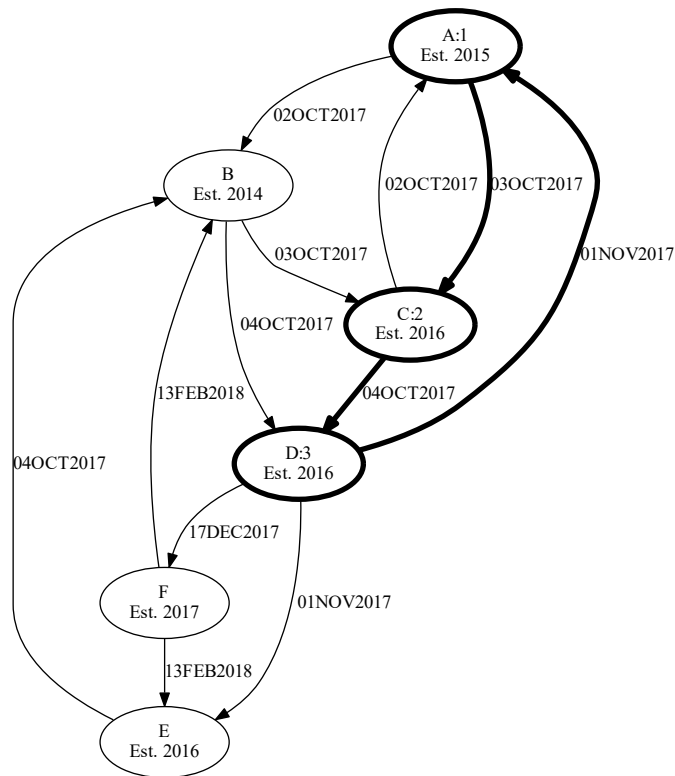 A:1
Est. 2015
02OCT2017
B
Est. 2014
02OCT2017
03OCT2017
03OCT2017
01NOV2017
C:2
Est. 2016
04OCT2017
13FEB2018
04OCT2017
04OCT2017
D:3
Est. 2016
17DEC2017
F
Est. 2017
01NOV2017
13FEB2018
E
Est. 2016